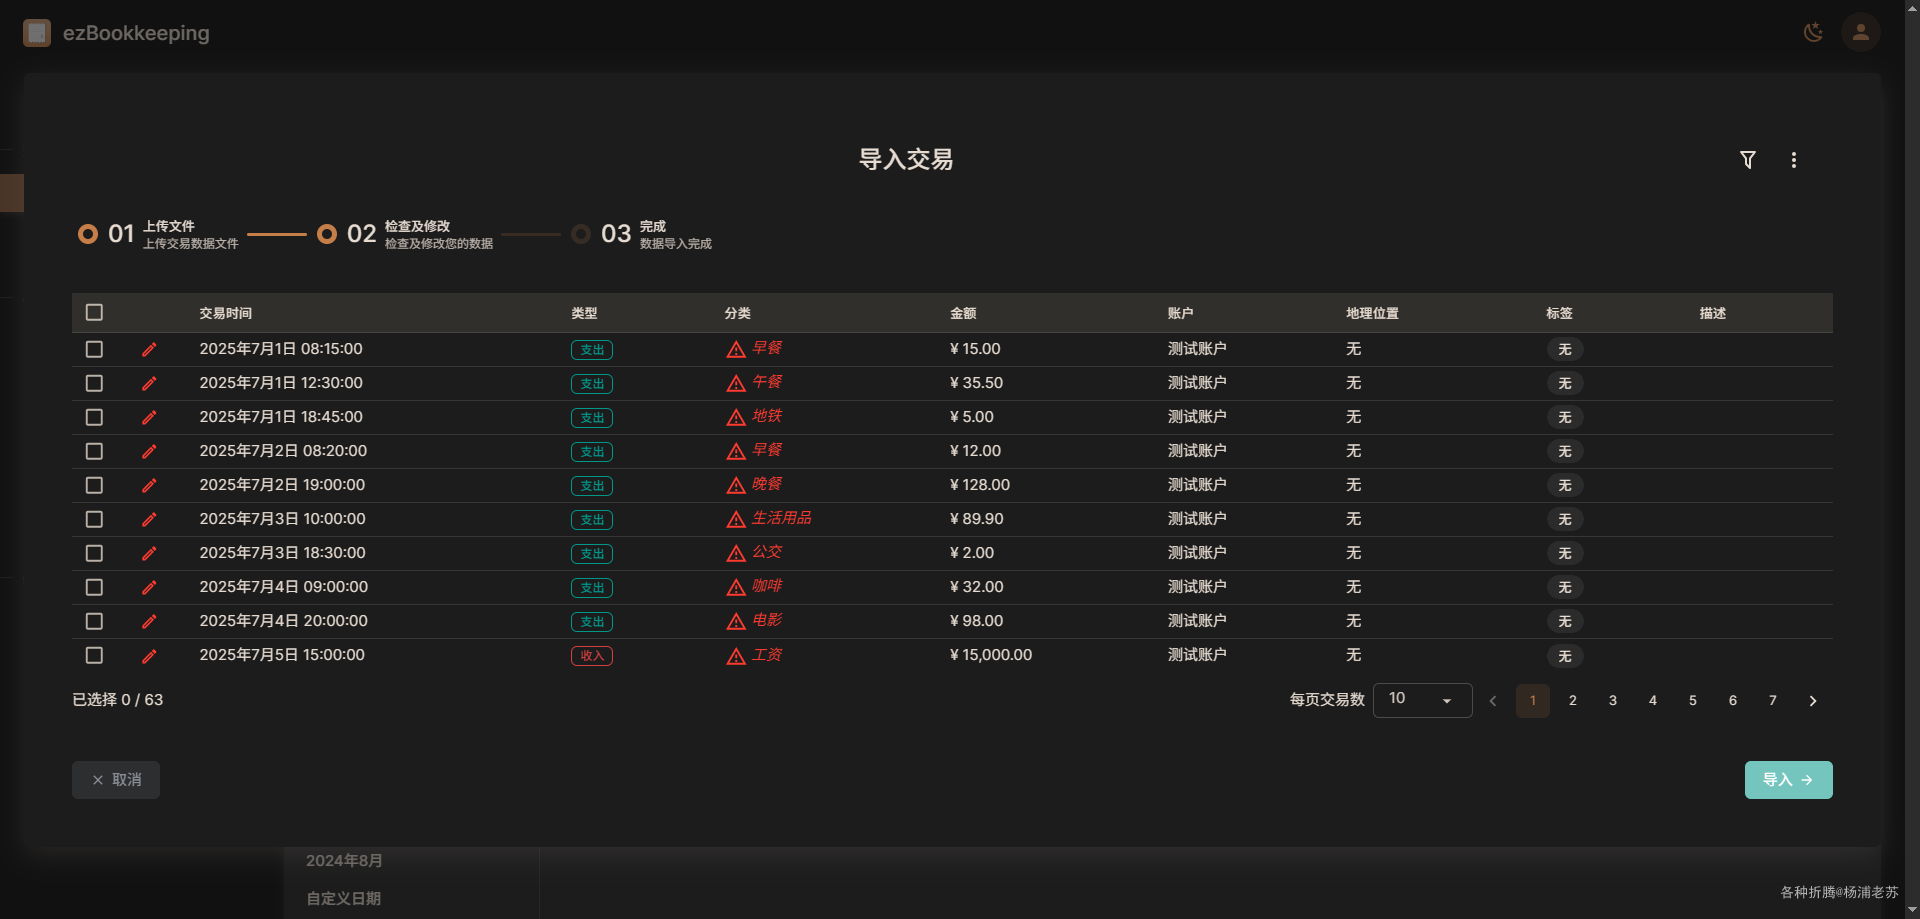 ezBookkeeping
导入交易
01 上传文件 上传交易数据文件 02 检查及修改 检查及修改您的数据 03 完成 数据导入完成
交易时间 类型 分类 金额 账户 地理位置 标签 描述
2025年7月1日 08:15:00 支出 早餐 ¥ 15.00 测试账户 无 无
2025年7月1日 12:30:00 支出 午餐 ¥ 35.50 测试账户 无 无
2025年7月1日 18:45:00 支出 地铁 ¥ 5.00 测试账户 无 无
2025年7月2日 08:20:00 支出 早餐 ¥ 12.00 测试账户 无 无
2025年7月2日 19:00:00 支出 晚餐 ¥ 128.00 测试账户 无 无
2025年7月3日 10:00:00 支出 生活用品 ¥ 89.90 测试账户 无 无
2025年7月3日 18:30:00 支出 公交 ¥ 2.00 测试账户 无 无
2025年7月4日 09:00:00 支出 咖啡 ¥ 32.00 测试账户 无 无
2025年7月4日 20:00:00 支出 电影 ¥ 98.00 测试账户 无 无
2025年7月5日 15:00:00 收入 工资 ¥ 15,000.00 测试账户 无 无
已选择 0 / 63 每页交易数 10 1 2 3 4 5 6 7
取消 导入
2024年8月
自定义日期
各种折腾@杨浦老苏